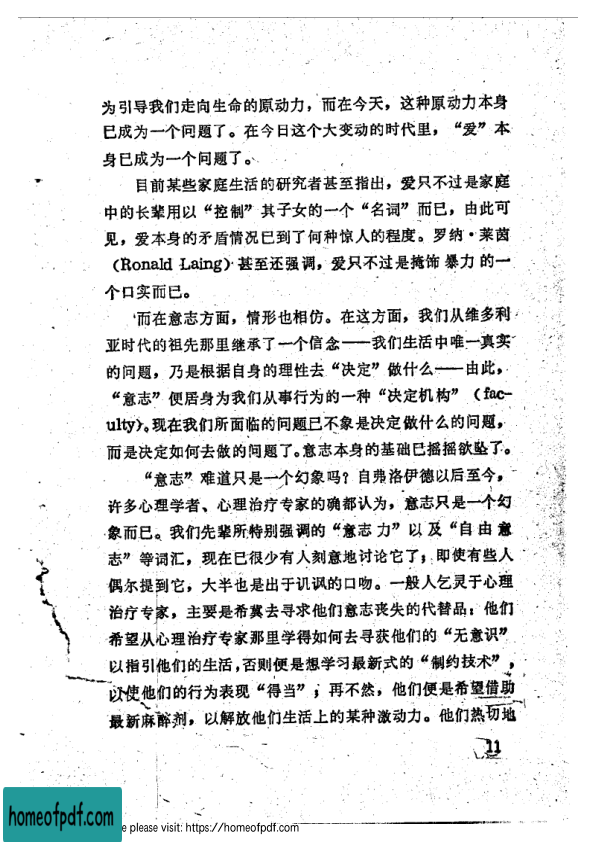 为引导我们走向生命的原动力，而在今天，这种原动力本身
已成为一个问题了。在今日这个大变动的时代里，“爱”本
身已成为一个问题了。
目前某些家庭生活的研究者甚至指出，爱只不过是家庭
中的长辈用以“控制”其子女的一个“名词”而已，由此可
见，爱本身的矛盾情况已到了何种惊人的程度。罗纳·莱茵
（Ronald Laing）甚至还强调，爱只不过是掩饰暴力的一
个口实而已。
而在意志方面，情形也相仿。在这方面，我们从维多利
亚时代的祖先那里继承了一个信念——我们生活中唯一真实
的问题，乃是根据自身的理性去“决定”做什么——由此，
“意志”便居身为我们从事行为的一种“决定机构”（fac-
ulty）。现在我们所面临的问题已不象是决定做什么的问题，
而是决定如何去做的问题了。意志本身的基础已摇摇欲坠了。
“意志”难道只是一个幻象吗？自弗洛伊德以后至今，
许多心理学者、心理治疗专家的确都认为，意志只是一个幻
象而已。我们先辈所特别强调的“意志力”以及“自由意
志”等词汇，现在已很少有人刻意地讨论它了；即使有些人
偶尔提到它，大半也是出于讥讽的口吻。一般人乞灵于心理
治疗专家，主要是希冀去寻求他们意志丧失的代替品：他们
希望从心理治疗专家那里学得如何去寻获他们的“无意识”
以指引他们的生活，否则便是想学习最新式的“制约技术”，
以使他们的行为表现“得当”；再不然，他们便是希望借助
最新麻醉剂，以解放他们生活上的某种激动力。他们热切地
11
homeofpdf.com
e please visit: https://homeofpdf.com